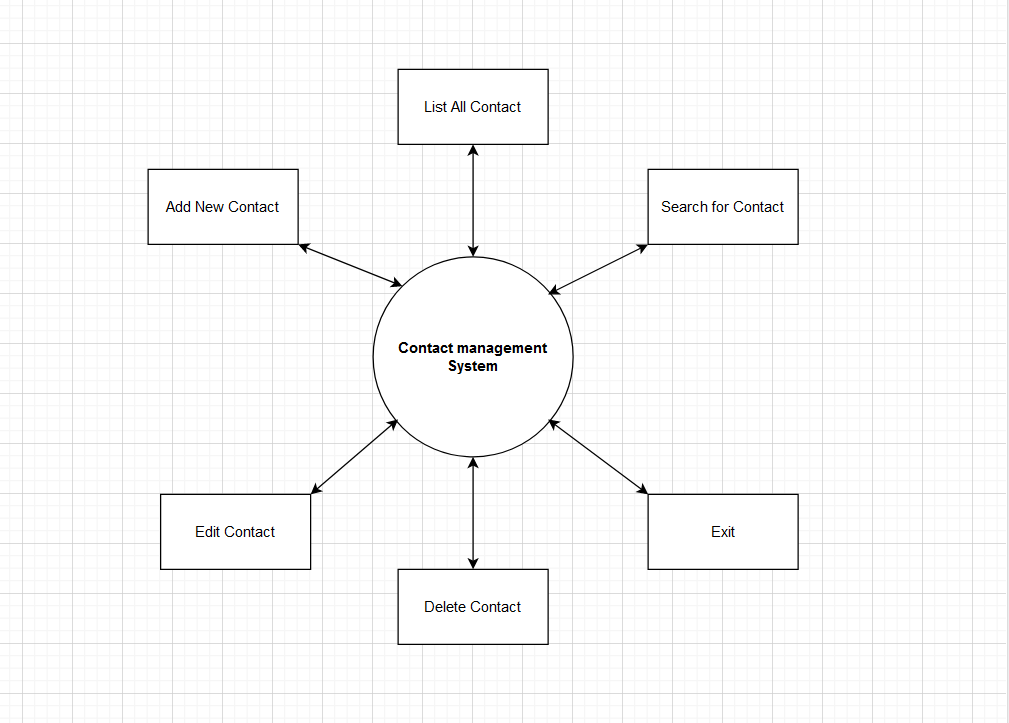 List All Contact
Add New Contact
Search for Contact
Contact management
System
Edit Contact
Exit
Delete Contact